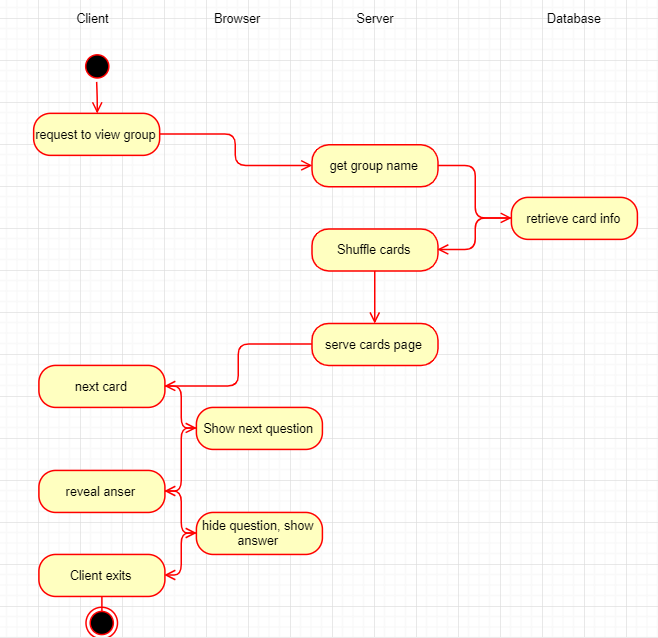 Client Browser Server Database
request to view group
get group name
retrieve card info
Shuffle cards
serve cards page
next card
Show next question
reveal anser
hide question, show
answer
Client exits